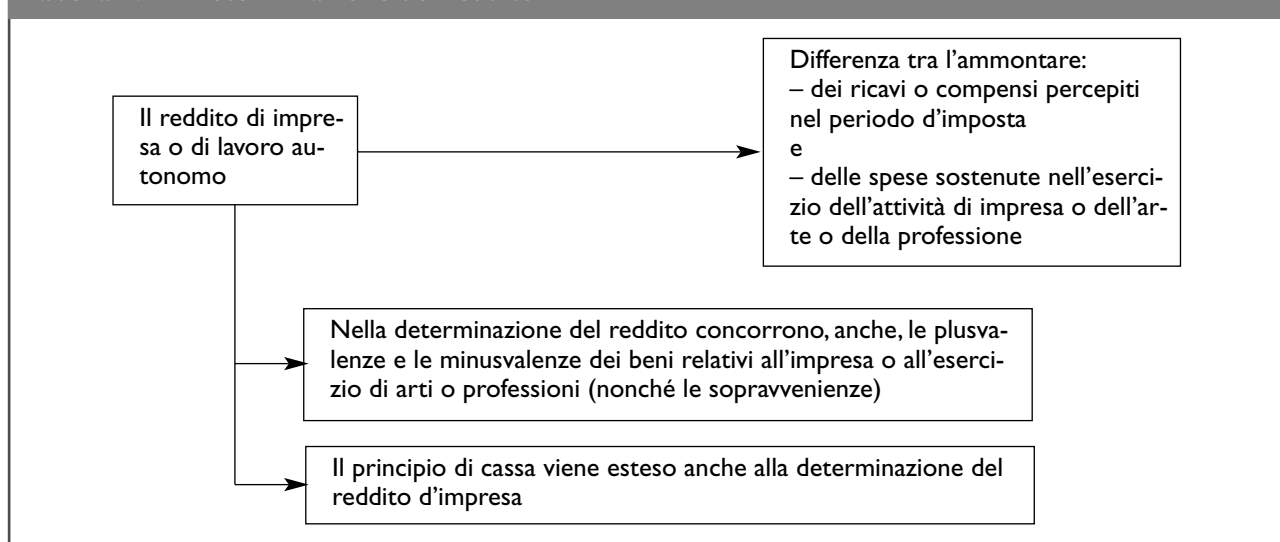 Il reddito di impre-
sa o di lavoro au-
tonomo
Differenza tra l'ammontare:
– dei ricavi o compensi percepiti
nel periodo d'imposta
e
– delle spese sostenute nell'eserci-
zio dell'attività di impresa o dell'ar-
te o della professione
Nella determinazione del reddito concorrono, anche, le plusva-
lenze e le minusvalenze dei beni relativi all'impresa o all'eserci-
zio di arti o professioni (nonché le sopravvenienze)
Il principio di cassa viene esteso anche alla determinazione del
reddito d'impresa